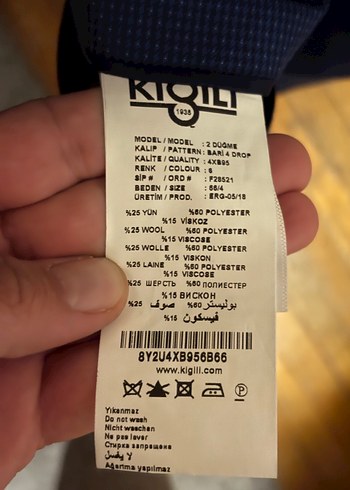 KIGILI
1938
MODEL / MODEL : 2 DÜĞME
KALIP / PATTERN : BARİ 4 DROP
KALİTE / QUALITY : 4XB95
RENK / COLOUR : 6
SİP# / ORD # : F28521
BEDEN / SIZE : 56/4
ÜRETİM / PROD. : ERG-05/18
%25 YÜN %60 POLYESTER
%15 VİSKOZ
%25 WOOL %60 POLYESTER
%15 VISCOSE
%25 WOLLE %60 POLYESTER
%15 VISKON
%25 LAINE %60 POLYESTER
%15 VISCOSE
%25 ШЕРСТЬ %60 ПОЛИЕСТЕР
%15 ВИСКОН
%25 صوف %60 بوليستر
%15 فيسكون
8Y2U4XB956B66
www.kigili.com
P
Yıkanmaz
Do not wash
Nicht waschen
Ne pas laver
Стирка запрещена
لا يغسل
Ağartma yapılmaz